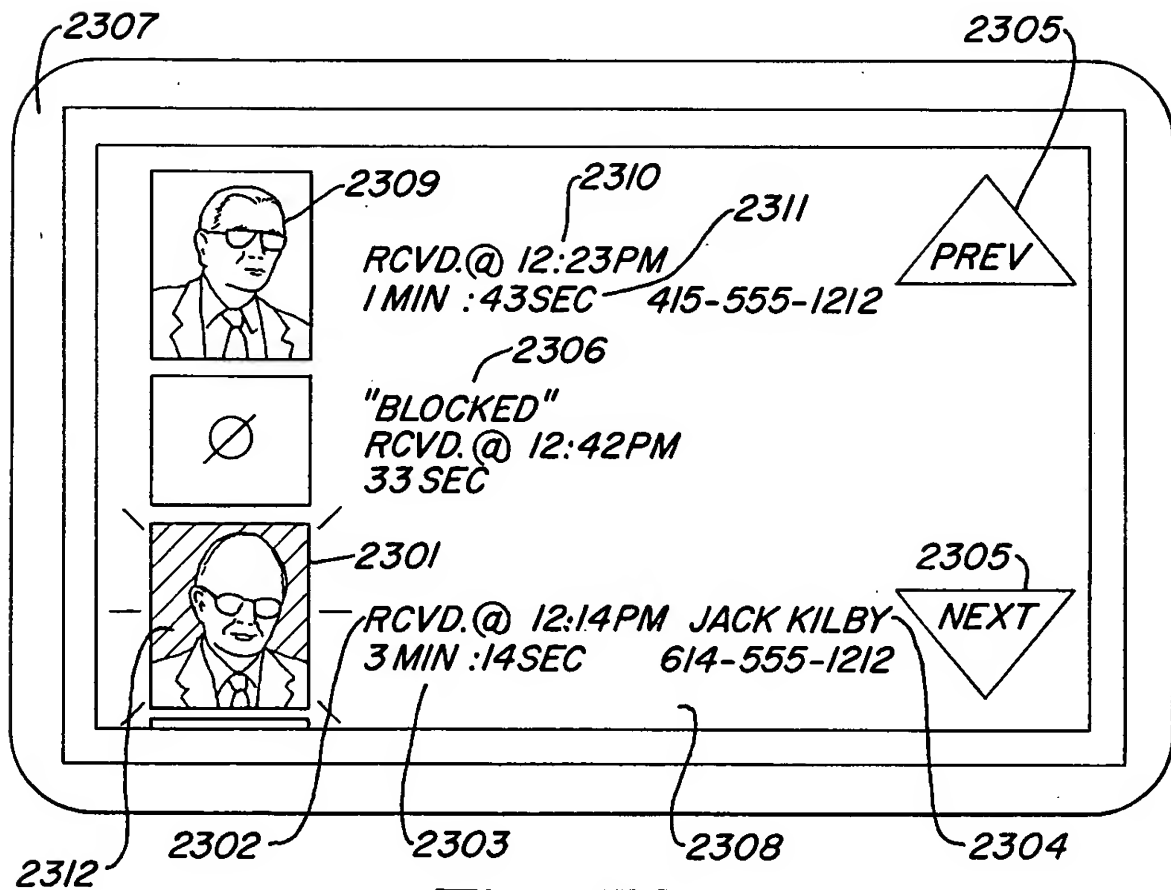 2307
2305
2309
2310
2311
RCVD.@ 12:23PM
1 MIN :43SEC 415-555-1212
PREV
2306
"BLOCKED"
RCVD.@ 12:42PM
33 SEC
2301
2305
RCVD.@ 12:14PM JACK KILBY
3 MIN :14SEC 614-555-1212
NEXT
2312
2302
2303
2308
2304